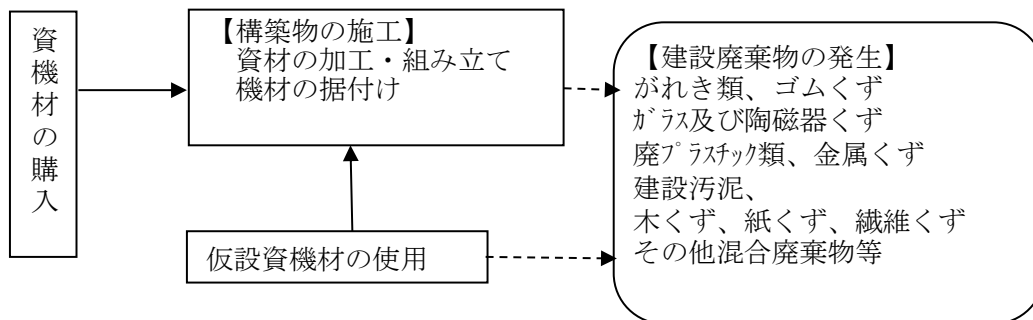 資機材の購入
【構築物の施工】
資材の加工・組み立て
機材の据付け
仮設資機材の使用
【建設廃棄物の発生】
がれき類、ゴムくず
ｶﾞﾗｽ及び陶磁器くず
廃ﾌﾟﾗｽﾁｯｸ類、金属くず
建設汚泥、
木くず、紙くず、繊維くず
その他混合廃棄物等